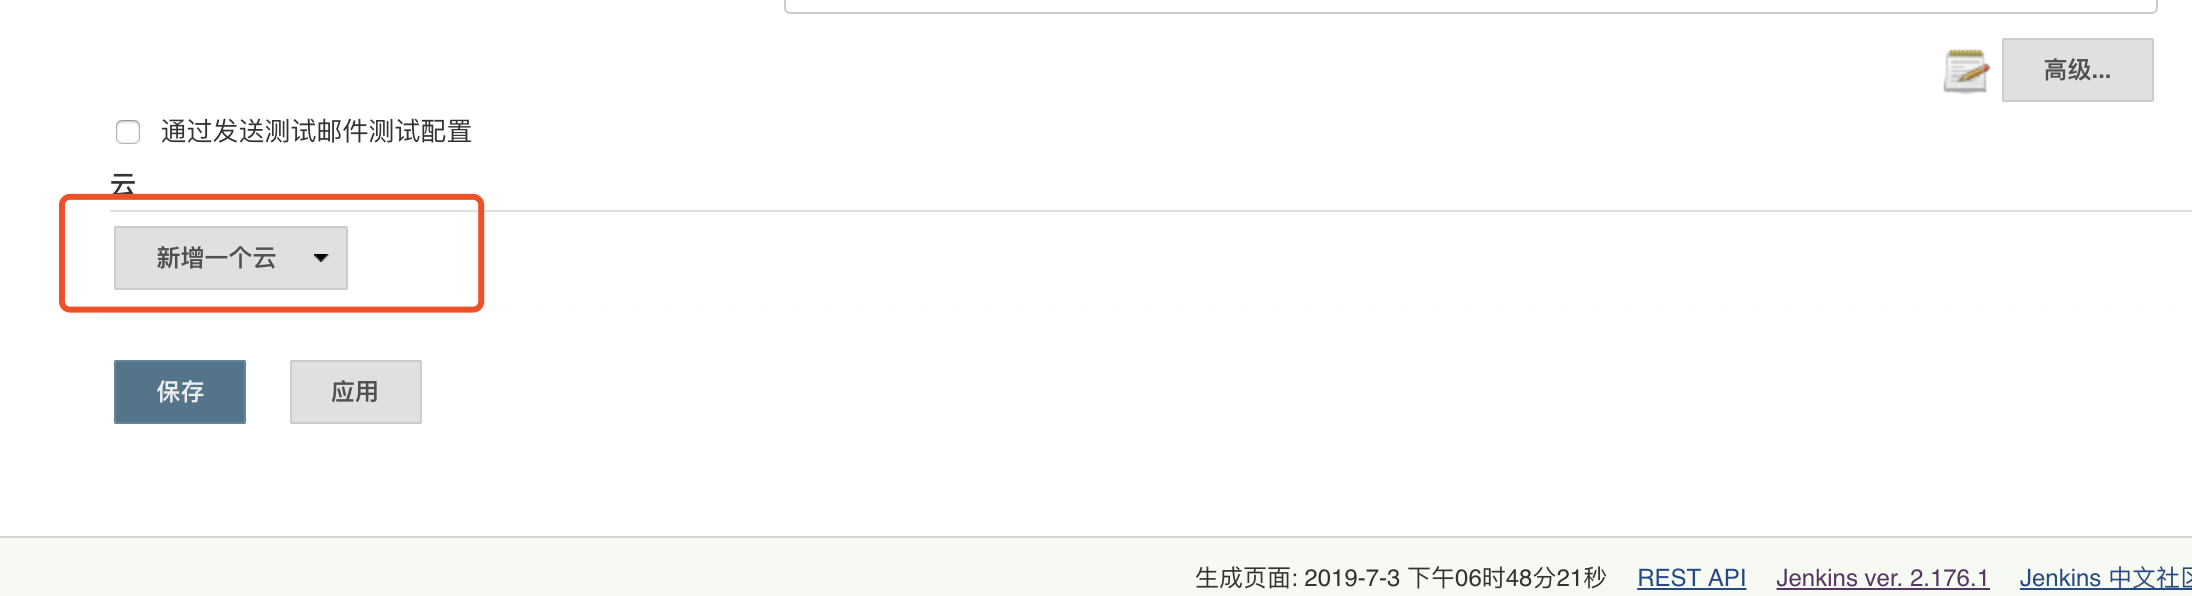 高级...
通过发送测试邮件测试配置
云
新增一个云
保存 应用
生成页面: 2019-7-3 下午06时48分21秒 REST API Jenkins ver. 2.176.1 Jenkins 中文社区